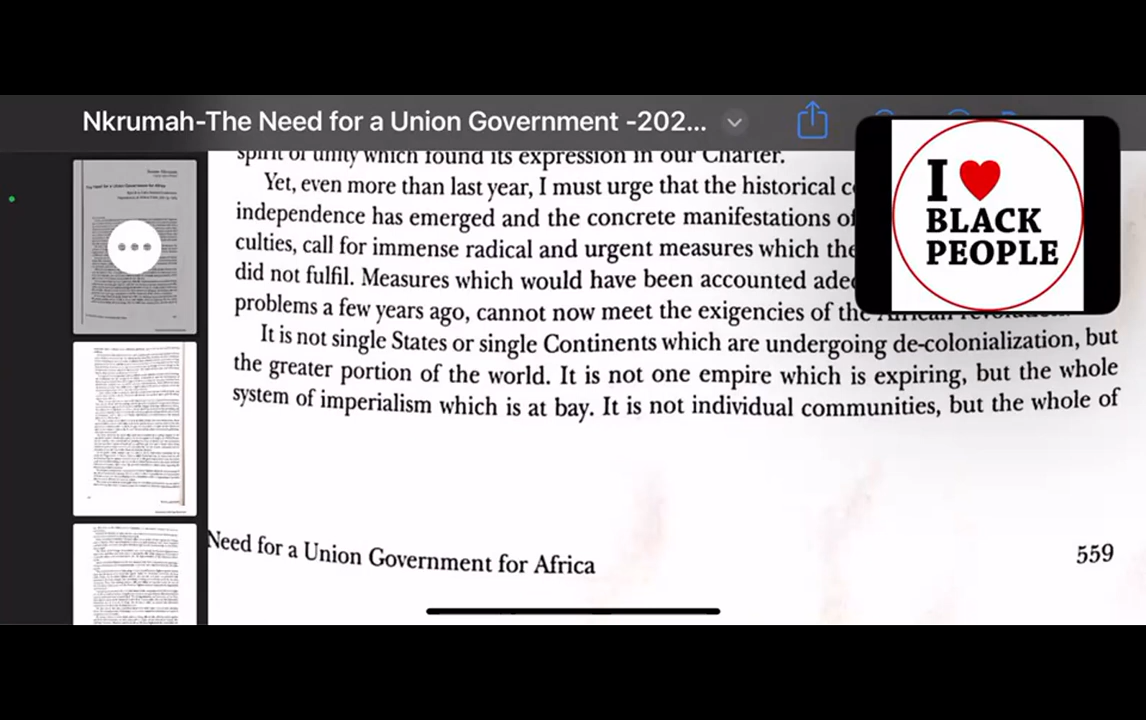 Nkrumah-The Need for a Union Government -202...
I
BLACK
PEOPLE
spirit of unity which found its expression in our Charter.
Yet, even more than last year, I must urge that the historical
independence has emerged and the concrete manifestations
culties, call for immense radical and urgent measures which the
did not fulfil. Measures which would have been accounted
problems a few years ago, cannot now meet the exigencies of the African revolution.
It is not single States or single Continents which are undergoing de-colonialization, but
the greater portion of the world. It is not one empire which is expiring, but the whole
system of imperialism which is at bay. It is not individual communities, but the whole of
Need for a Union Government for Africa
559